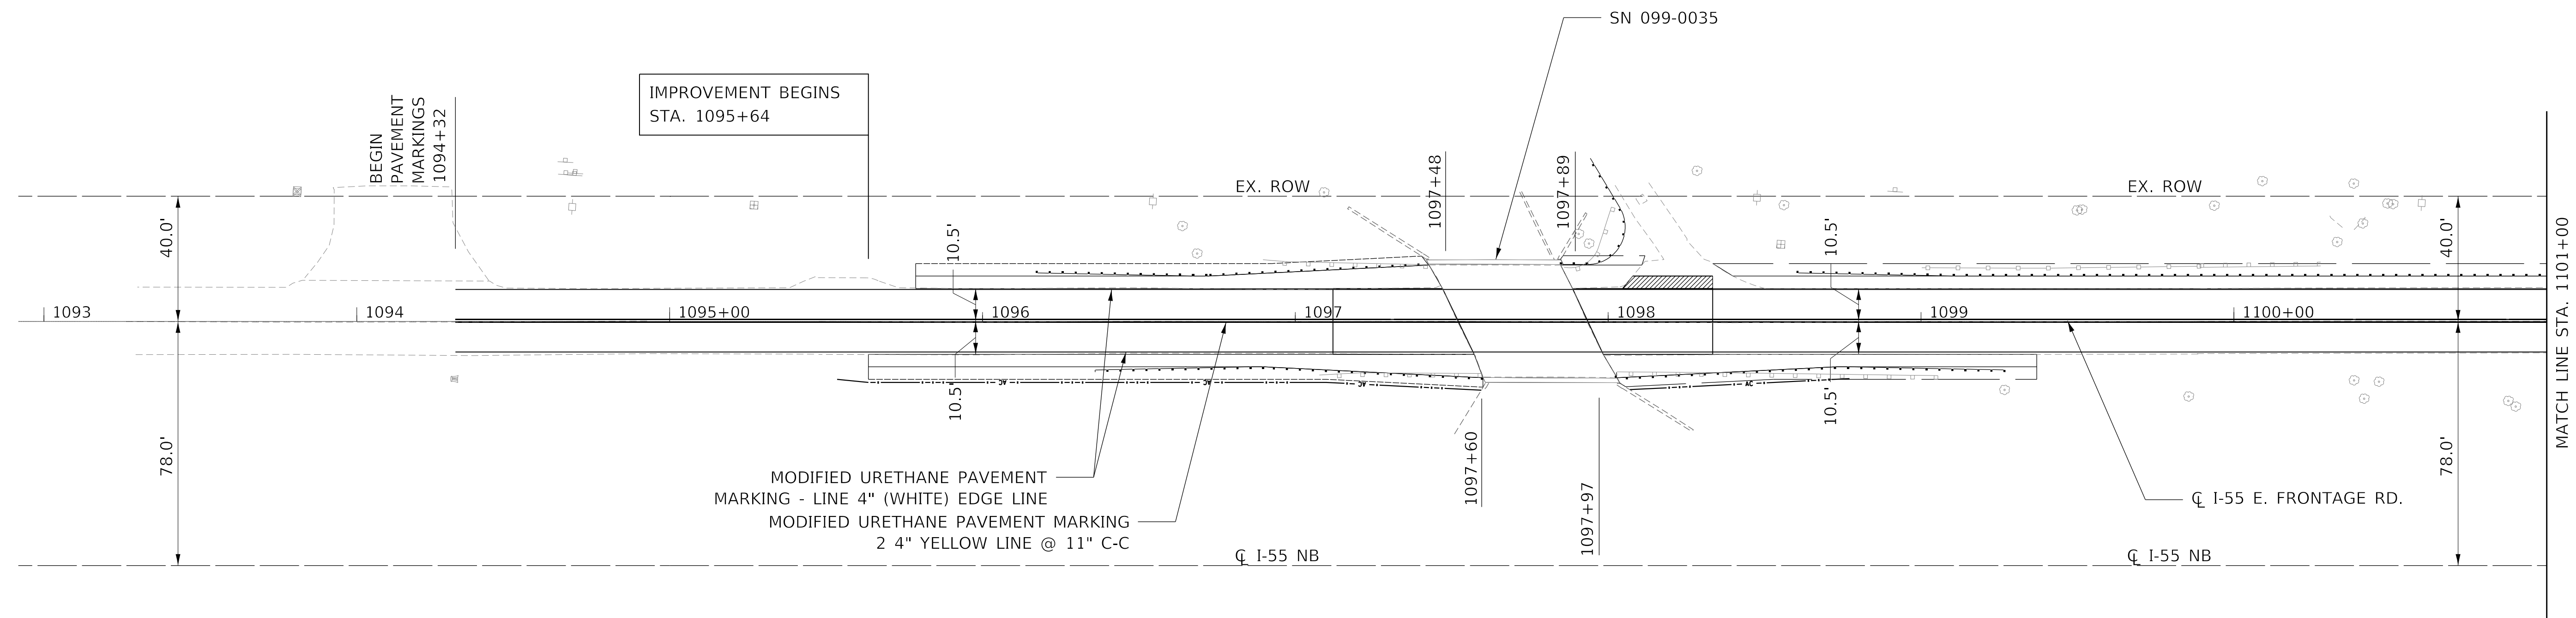 SN 099-0035
IMPROVEMENT BEGINS
STA. 1095+64
BEGIN
PAVEMENT
MARKINGS
1094+32
1097+48
1097+89
EX. ROW
EX. ROW
40.0'
10.5'
10.5'
40.0'
1093
1094
1095+00
1096
1097
1098
1099
1100+00
MATCH LINE STA. 1101+00
AC
AC
AC
AC
10.5'
10.5'
78.0'
1097+60
1097+97
78.0'
MODIFIED URETHANE PAVEMENT
MARKING - LINE 4" (WHITE) EDGE LINE
MODIFIED URETHANE PAVEMENT MARKING
2 4" YELLOW LINE @ 11" C-C
℄ I-55 E. FRONTAGE RD.
℄ I-55 NB
℄ I-55 NB